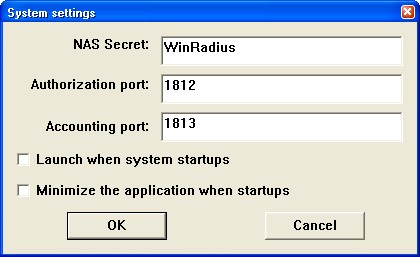 System settings
NAS Secret: WinRadius
Authorization port: 1812
Accounting port: 1813
Launch when system startups
Minimize the application when startups
OK Cancel